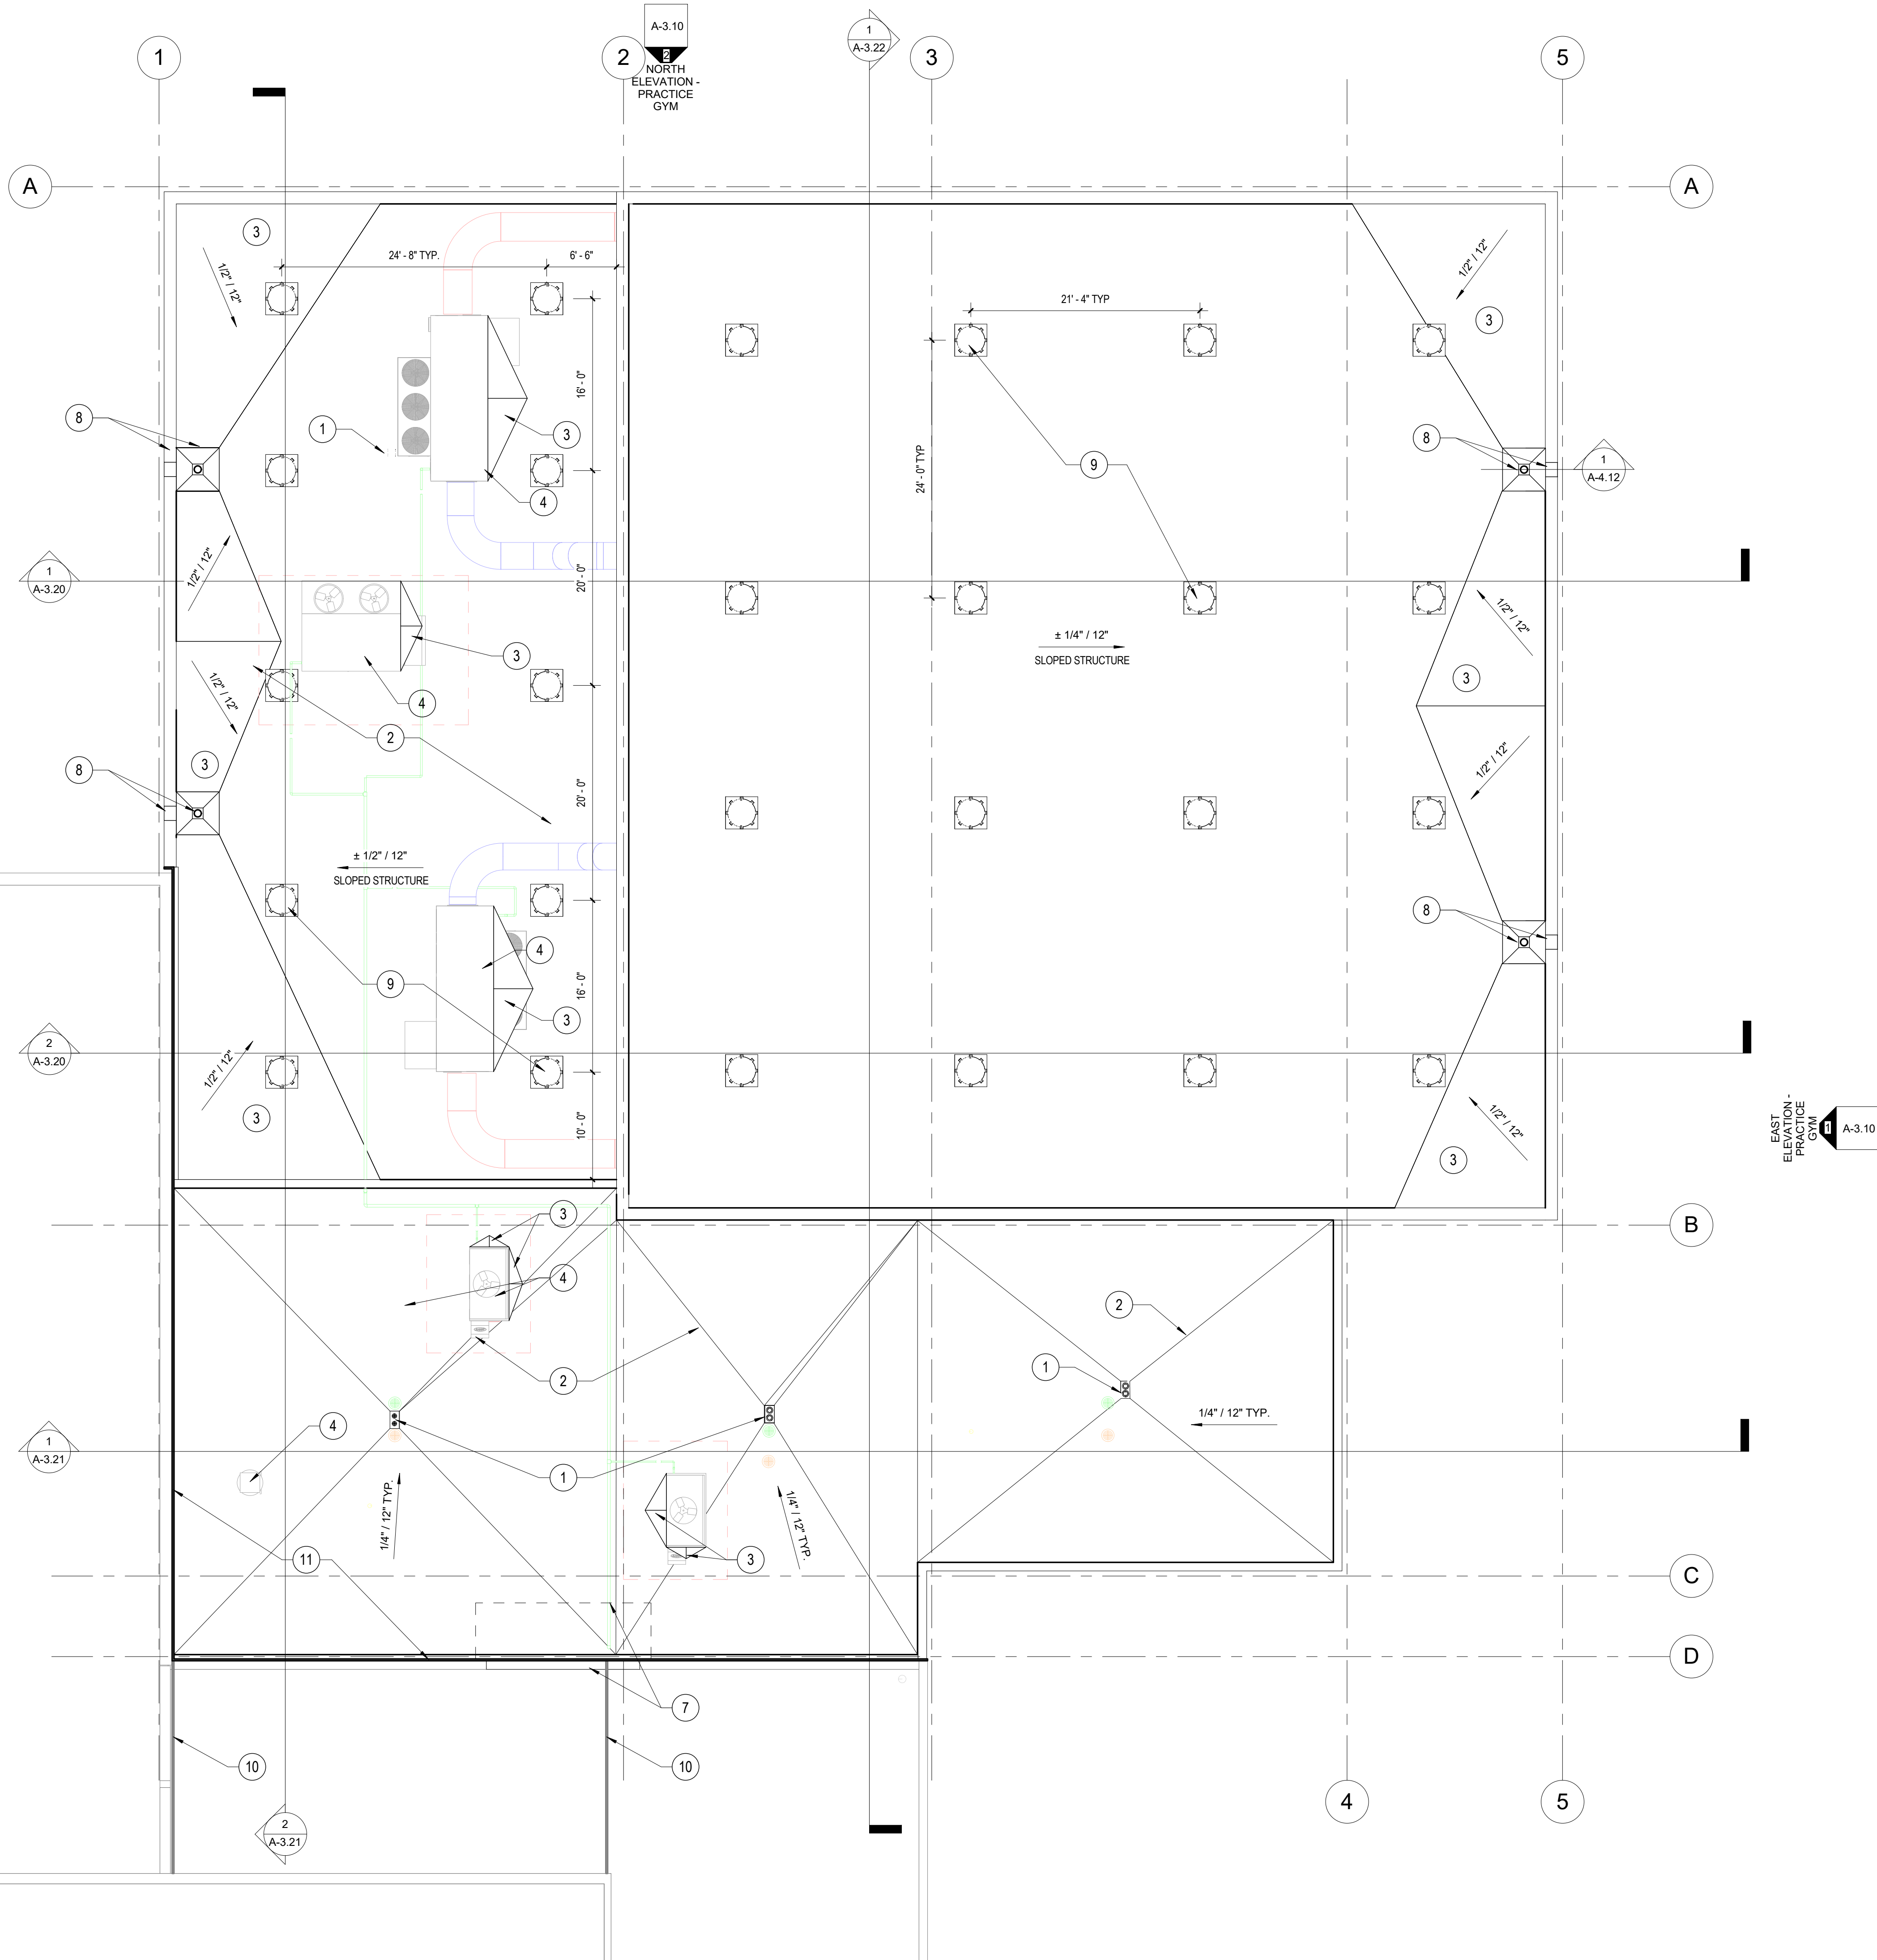 A-3.10
2
NORTH
ELEVATION -
PRACTICE
GYM
1
A-3.22
1
2
3
5
A
A
3
1/2" / 12"
24' - 8" TYP.
6' - 6"
1/2" / 12"
3
21' - 4" TYP
16' - 0"
8
1
3
4
24' - 0" TYP
9
8
1
A-4.12
1
A-3.20
1/2" / 12"
20' - 0"
3
4
± 1/4" / 12"
SLOPED STRUCTURE
1/2" / 12"
3
1/2" / 12"
2
3
8
20' - 0"
1/2" / 12"
± 1/2" / 12"
SLOPED STRUCTURE
8
4
9
16' - 0"
3
2
A-3.20
1/2" / 12"
3
10' - 0"
1/2" / 12"
3
EAST
ELEVATION -
PRACTICE
GYM
1
A-3.10
3
B
4
2
1
2
4
1/4" / 12" TYP.
1
A-3.21
1
1/4" / 12" TYP.
1/4" / 12" TYP.
11
3
C
D
7
10
10
2
A-3.21
4
5